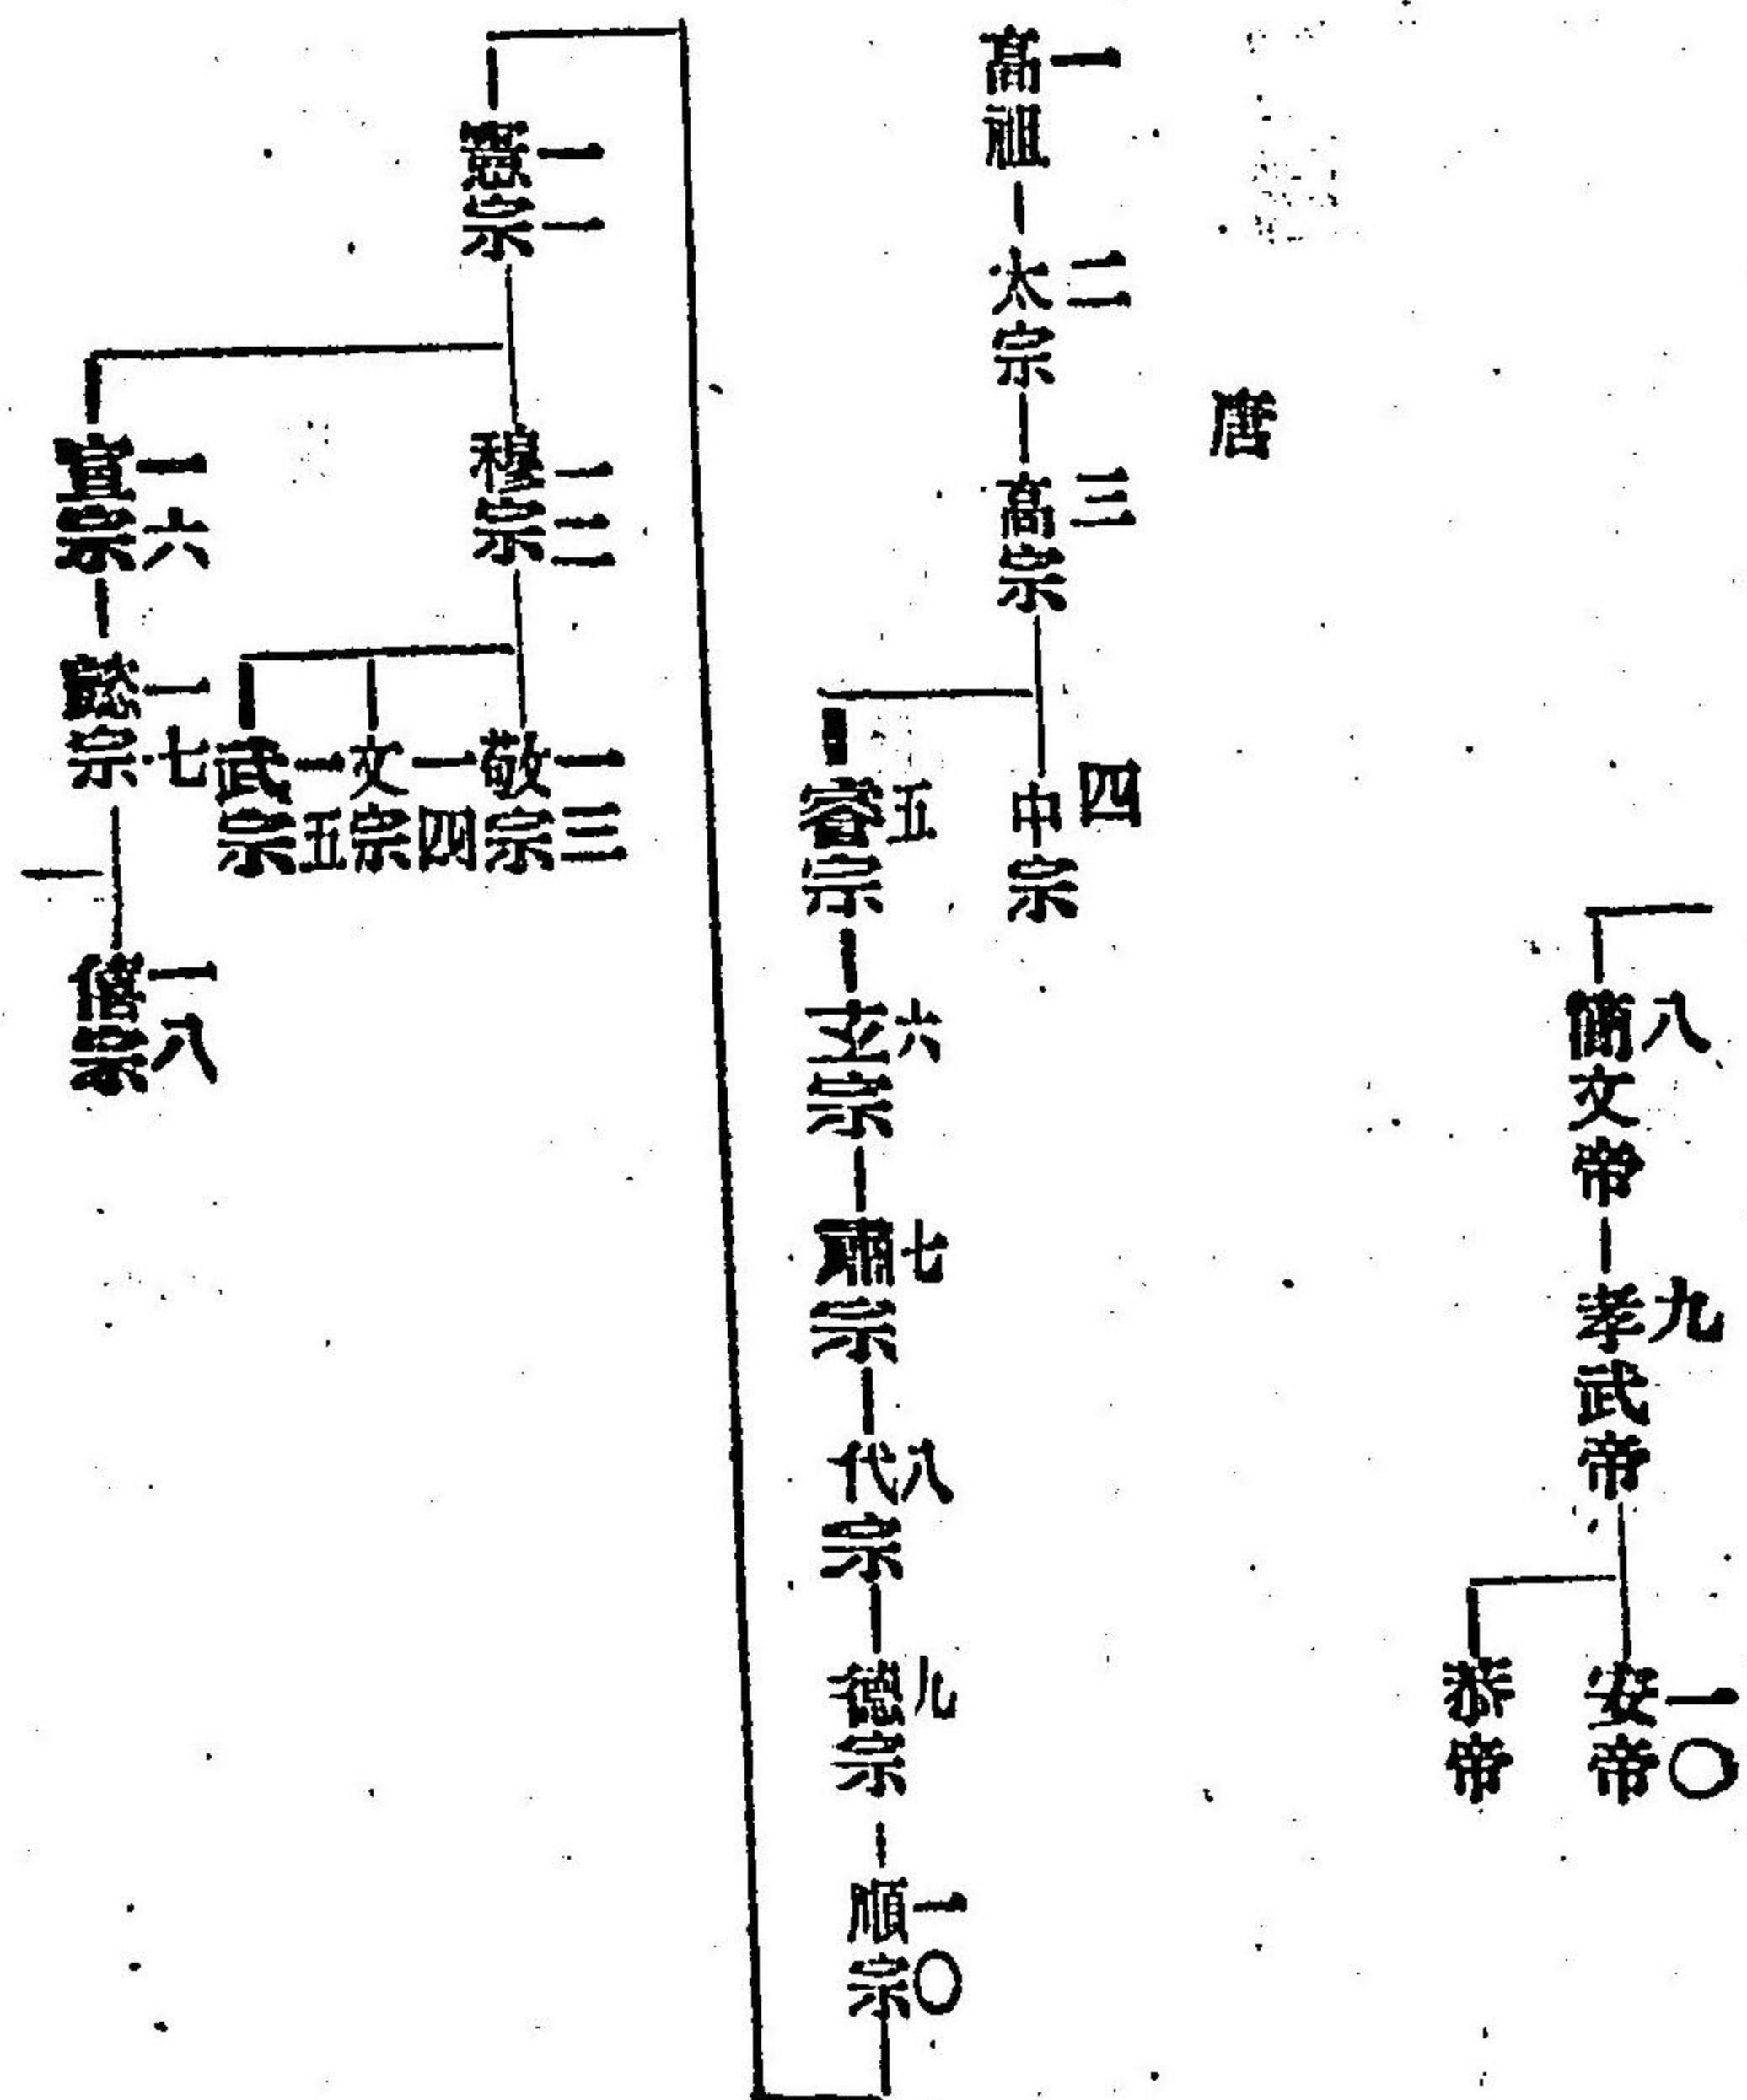 八 簡文帝
九 孝武帝
一〇 安帝
恭帝
唐
一 高祖
二 太宗
三 高宗
四 中宗
五 睿宗
六 玄宗
七 肅宗
八 代宗
九 德宗
一〇 順宗
一一 憲宗
一二 穆宗
一三 敬宗
一四 文宗
一五 武宗
一六 宣宗
一七 懿宗
一八 僖宗